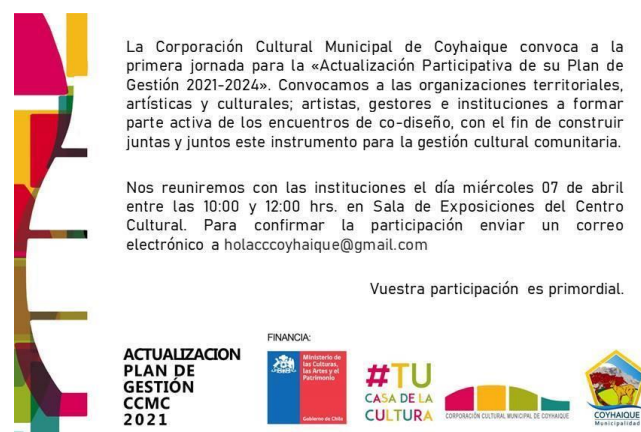 La Corporación Cultural Municipal de Coyhaique convoca a la
primera jornada para la «Actualización Participativa de su Plan de
Gestión 2021-2024». Convocamos a las organizaciones territoriales,
artísticas y culturales; artistas, gestores e instituciones a formar
parte activa de los encuentros de co-diseño, con el fin de construir
juntas y juntos este instrumento para la gestión cultural comunitaria.
Nos reuniremos con las instituciones el día miércoles 07 de abril
entre las 10:00 y 12:00 hrs. en Sala de Exposiciones del Centro
Cultural. Para confirmar la participación enviar un correo
electrónico a holacccoyhaique@gmail.com
Vuestra participación es primordial.
FINANCIA:
ACTUALIZACION
PLAN DE
GESTIÓN
CCMC
2021
Ministerio de
las Culturas,
las Artes y el
Patrimonio
Gobierno de Chile
#TU
CASA DE LA
CULTURA
CORPORACIÓN CULTURAL MUNICIPAL DE COYHAIQUE
COYHAIQUE
Municipalidad